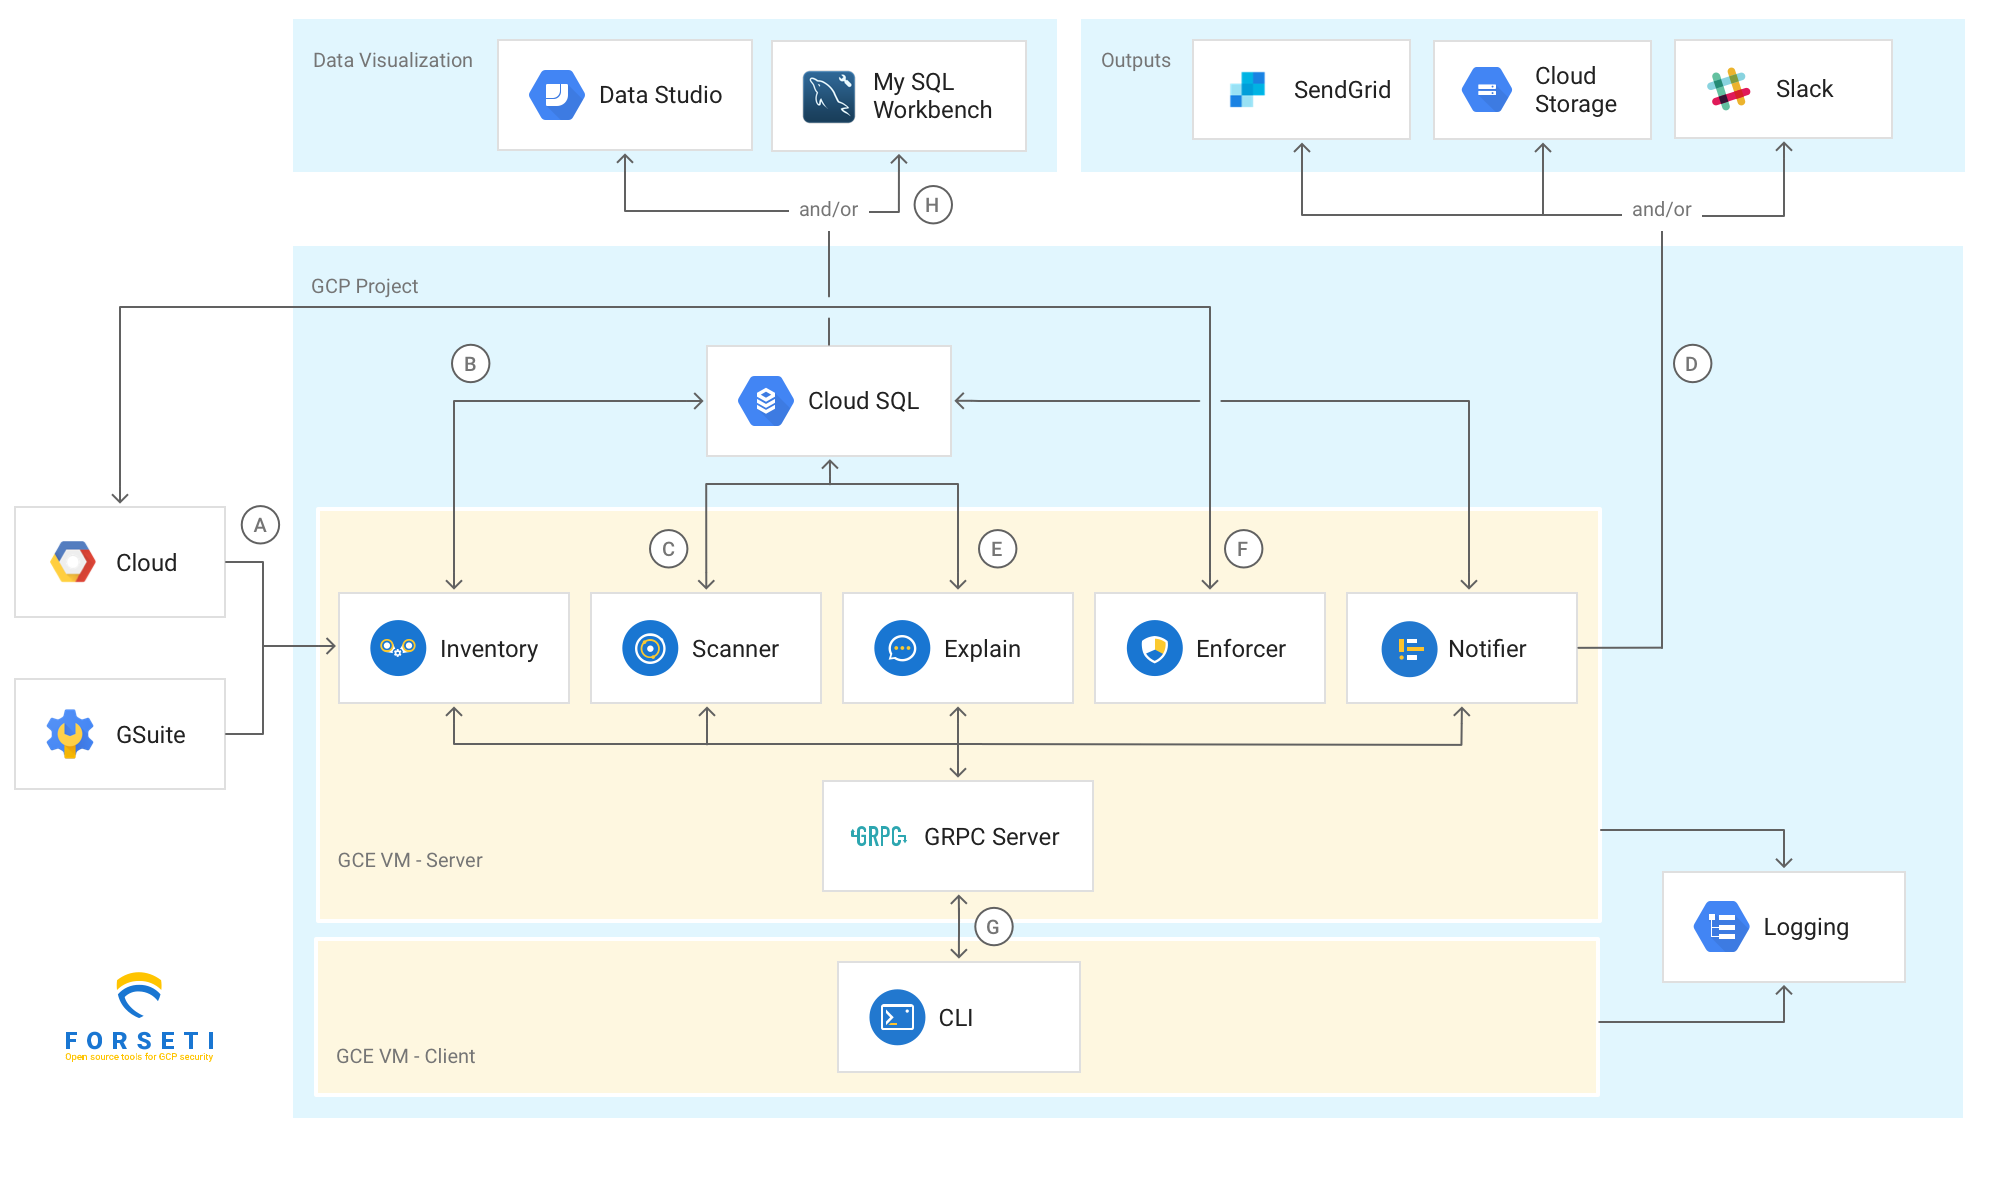 Data Visualization
Data Studio
My SQL
Workbench
Outputs
SendGrid
Cloud
Storage
Slack
and/or
H
and/or
GCP Project
B
Cloud SQL
D
A
Cloud
GSuite
C
E
F
Inventory
Scanner
Explain
Enforcer
Notifier
GRPC
GRPC Server
GCE VM - Server
G
Logging
CLI
GCE VM - Client
FORSETI
Open source tools for GCP security